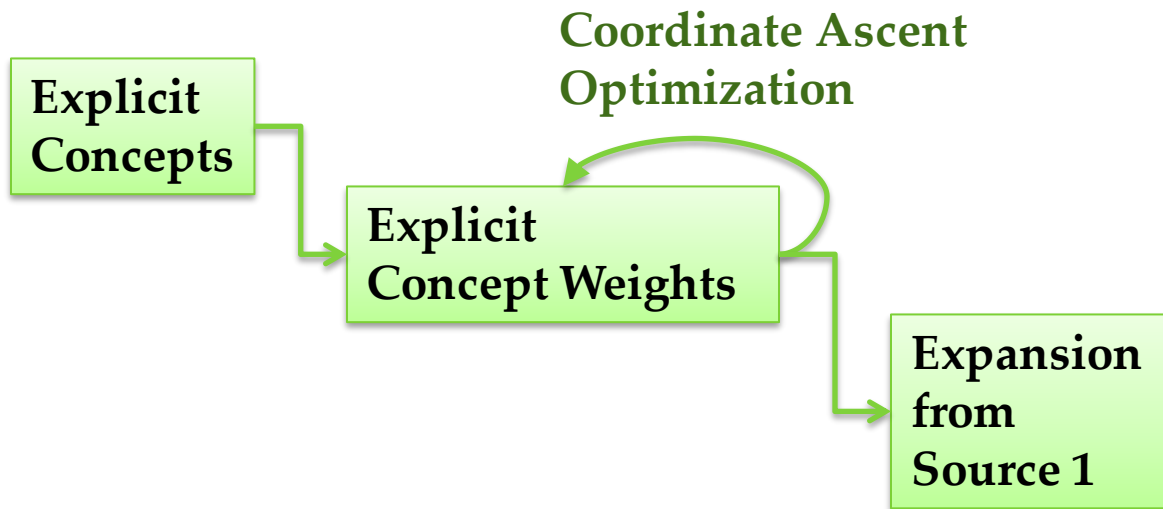 Coordinate Ascent
Optimization
Explicit
Concepts
Explicit
Concept Weights
Expansion
from
Source 1